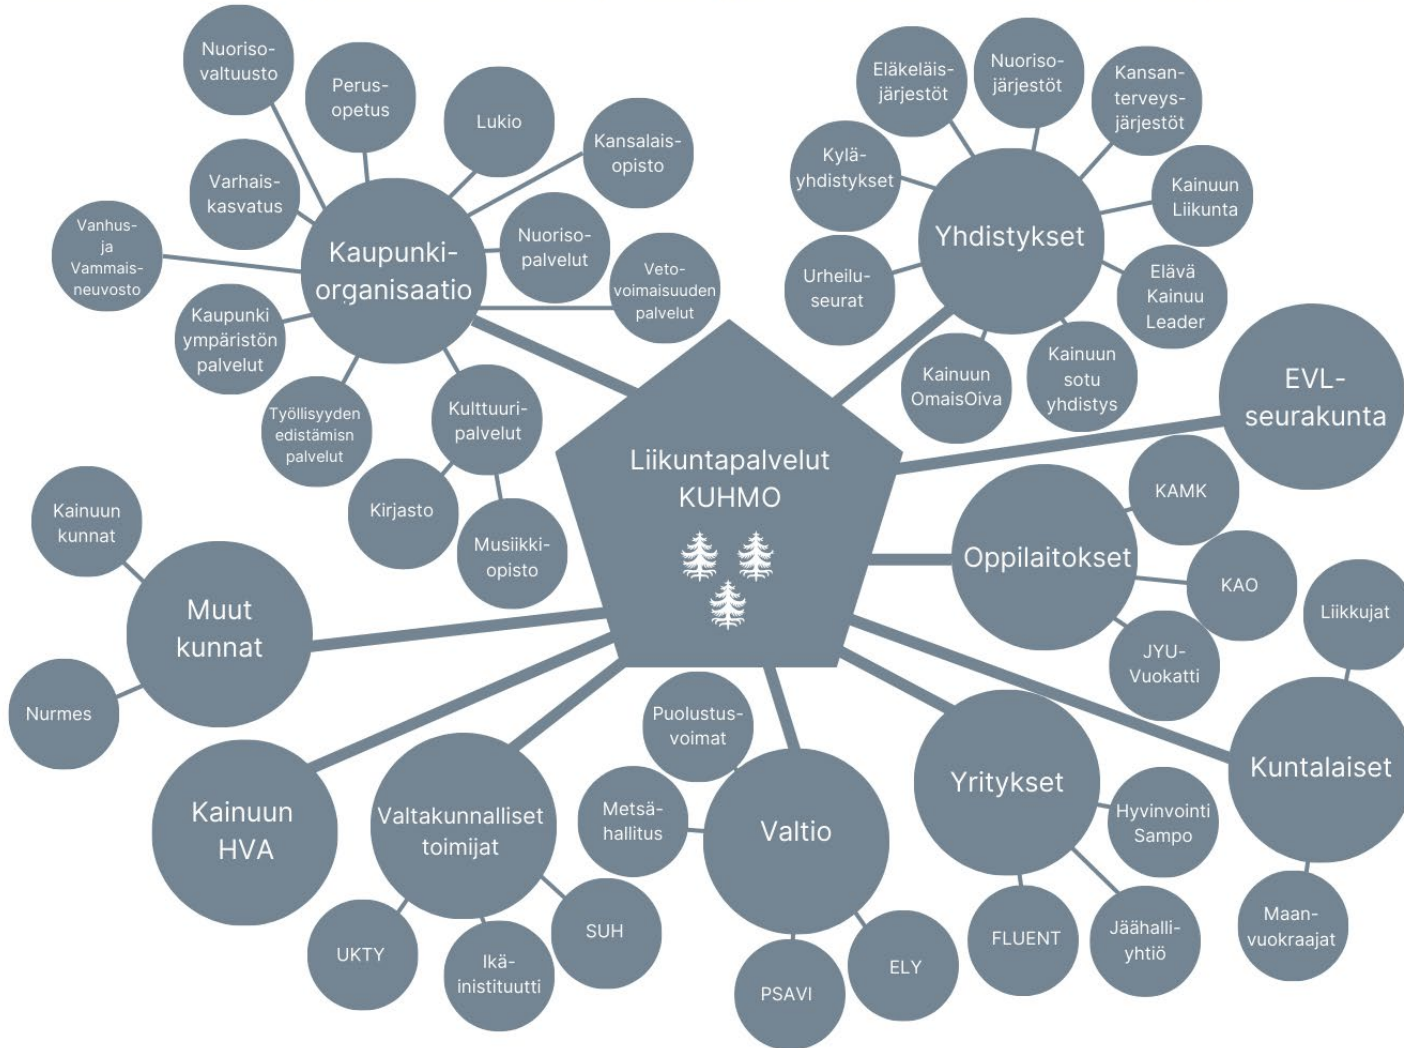 Nuoriso-
valtuusto
Perus-
opetus
Lukio
Kansalais-
opisto
Varhais-
kasvatus
Vanhus-
ja
Vammais-
neuvosto
Kaupunki-
organisaatio
Nuoriso-
palvelut
Veto-
voimaisuuden
palvelut
Kaupunki
ympäristön
palvelut
Työllisyyden
edistämisn
palvelut
Kulttuuri-
palvelut
Kirjasto
Musiikki-
opisto
Eläkeläis-
järjestöt
Nuoriso-
järjestöt
Kansan-
terveys-
järjestöt
Kylä-
yhdistykset
Kainuun
Liikunta
Yhdistykset
Urheilu-
seurat
Elävä
Kainuu
Leader
Kainuun
OmaisOiva
Kainuun
sotu
yhdistys
EVL-
seurakunta
Liikuntapalvelut
KUHMO
Oppilaitokset
KAMK
KAO
JYU-
Vuokatti
Liikkujat
Kuntalaiset
Maan-
vuokraajat
Kainuun
kunnat
Muut
kunnat
Nurmes
Kainuun
HVA
Valtakunnalliset
toimijat
UKTY
Ikä-
inistituutti
SUH
Puolustus-
voimat
Metsä-
hallitus
Valtio
PSAVI
ELY
Yritykset
Hyvinvointi
Sampo
FLUENT
Jäähalli-
yhtiö